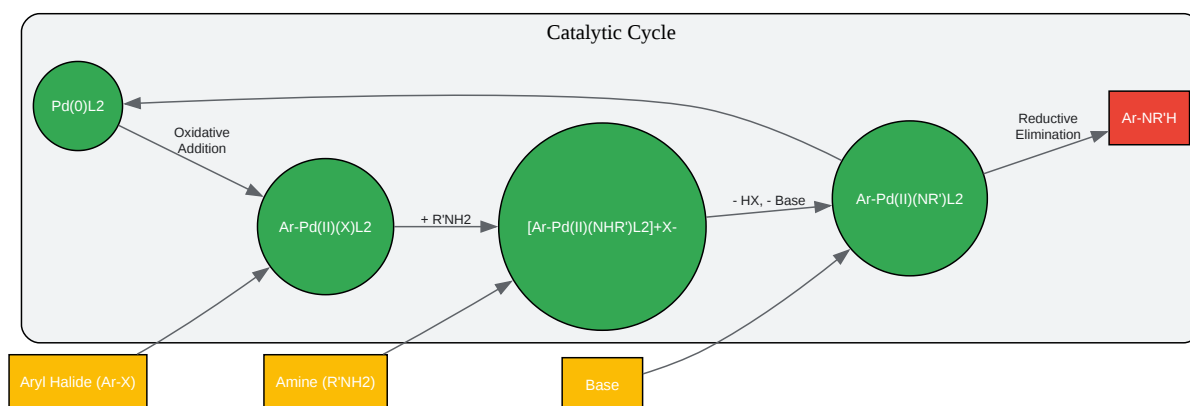 Catalytic Cycle
Pd(0)L2
Oxidative
Addition
Ar-Pd(II)(X)L2
+ R'NH2
[Ar-Pd(II)(NHR')L2]+X-
- HX, - Base
Ar-Pd(II)(NR')L2
Reductive
Elimination
Ar-NR'H
Aryl Halide (Ar-X)
Amine (R'NH2)
Base